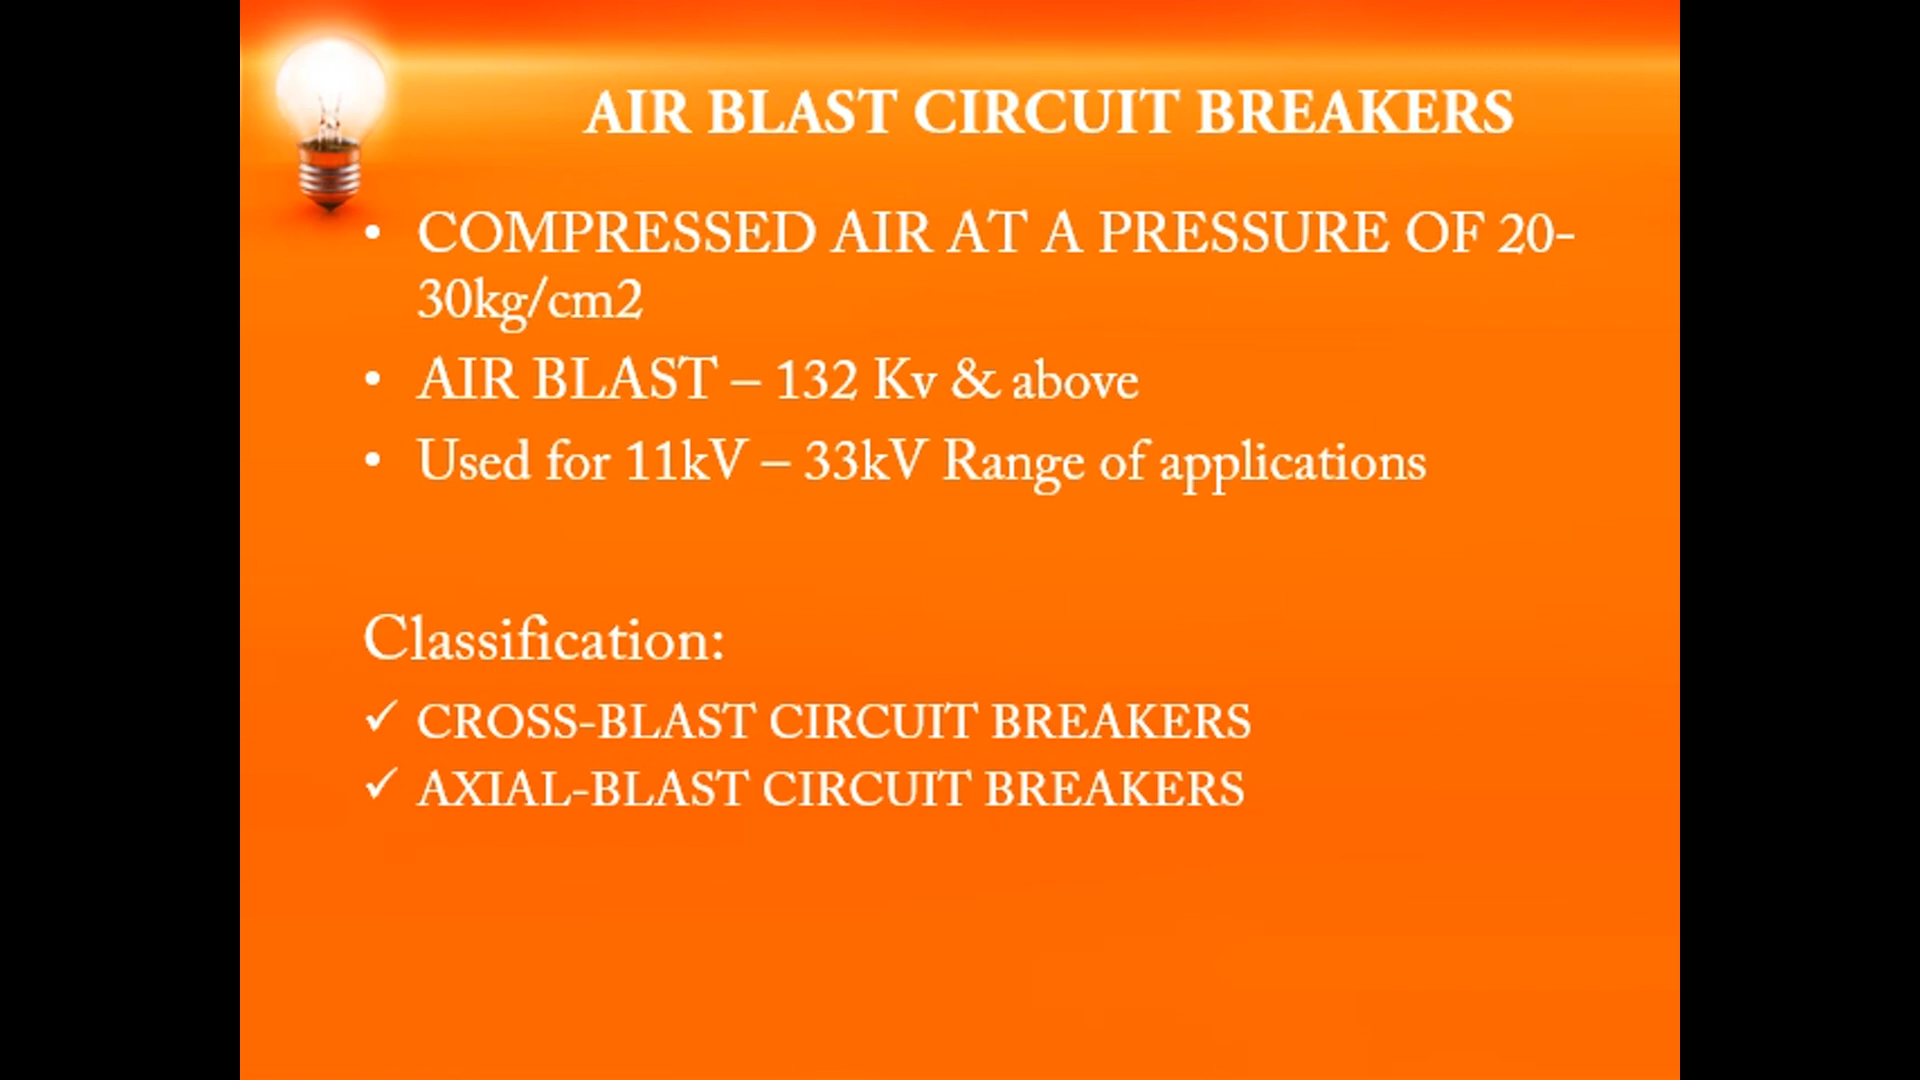 AIR BLAST CIRCUIT BREAKERS
• COMPRESSED AIR AT A PRESSURE OF 20-
30kg/cm2
• AIR BLAST – 132 Kv & above
• Used for 11kV – 33kV Range of applications
Classification:
✓ CROSS-BLAST CIRCUIT BREAKERS
✓ AXIAL-BLAST CIRCUIT BREAKERS